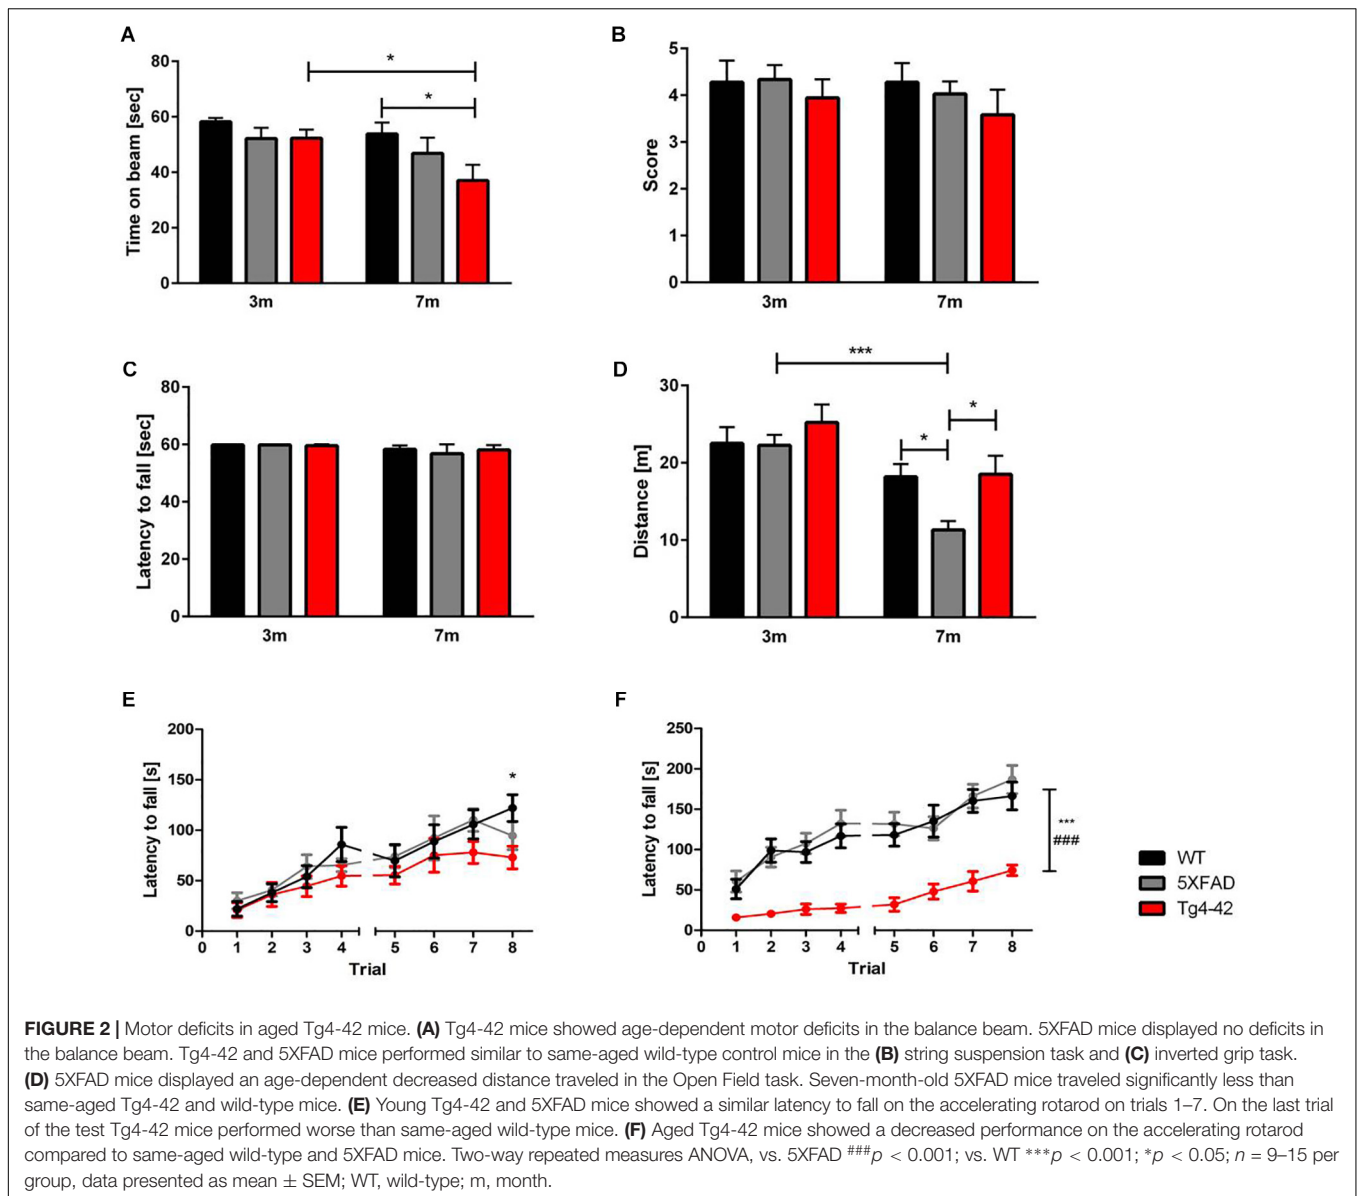 A
Time on beam [sec]
80
60
40
20
0
*
*
3m 7m
B
Score
5
4
3
2
1
0
3m 7m
C
Latency to fall [sec]
80
60
40
20
0
3m 7m
D
Distance [m]
30
20
10
0
***
*
*
3m 7m
E
Latency to fall [s]
200
150
100
50
0
*
0 1 2 3 4 5 6 7 8
Trial
F
Latency to fall [s]
250
200
150
100
50
0
***
###
0 1 2 3 4 5 6 7 8
Trial
WT
5XFAD
Tg4-42
FIGURE 2 | Motor deficits in aged Tg4-42 mice. (A) Tg4-42 mice showed age-dependent motor deficits in the balance beam. 5XFAD mice displayed no deficits in
the balance beam. Tg4-42 and 5XFAD mice performed similar to same-aged wild-type control mice in the (B) string suspension task and (C) inverted grip task.
(D) 5XFAD mice displayed an age-dependent decreased distance traveled in the Open Field task. Seven-month-old 5XFAD mice traveled significantly less than
same-aged Tg4-42 and wild-type mice. (E) Young Tg4-42 and 5XFAD mice showed a similar latency to fall on the accelerating rotarod on trials 1–7. On the last trial
of the test Tg4-42 mice performed worse than same-aged wild-type mice. (F) Aged Tg4-42 mice showed a decreased performance on the accelerating rotarod
compared to same-aged wild-type and 5XFAD mice. Two-way repeated measures ANOVA, vs. 5XFAD ###p < 0.001; vs. WT ***p < 0.001; *p < 0.05; n = 9–15 per
group, data presented as mean ± SEM; WT, wild-type; m, month.